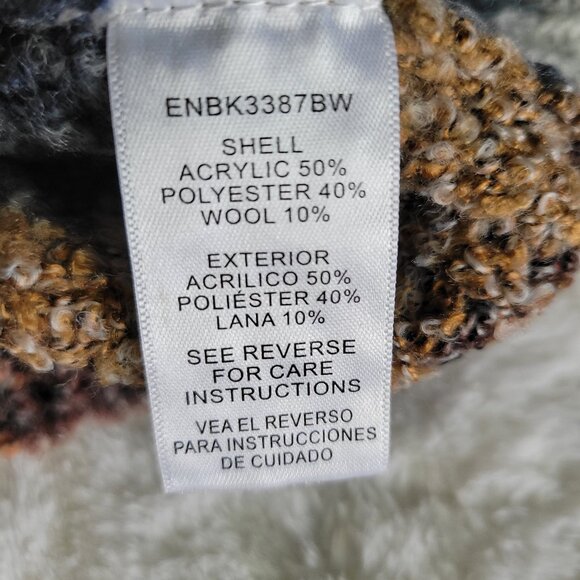 ENBK3387BW
SHELL
ACRYLIC 50%
POLYESTER 40%
WOOL 10%
EXTERIOR
ACRILICO 50%
POLIÉSTER 40%
LANA 10%
SEE REVERSE
FOR CARE
INSTRUCTIONS
VEA EL REVERSO
PARA INSTRUCCIONES
DE CUIDADO